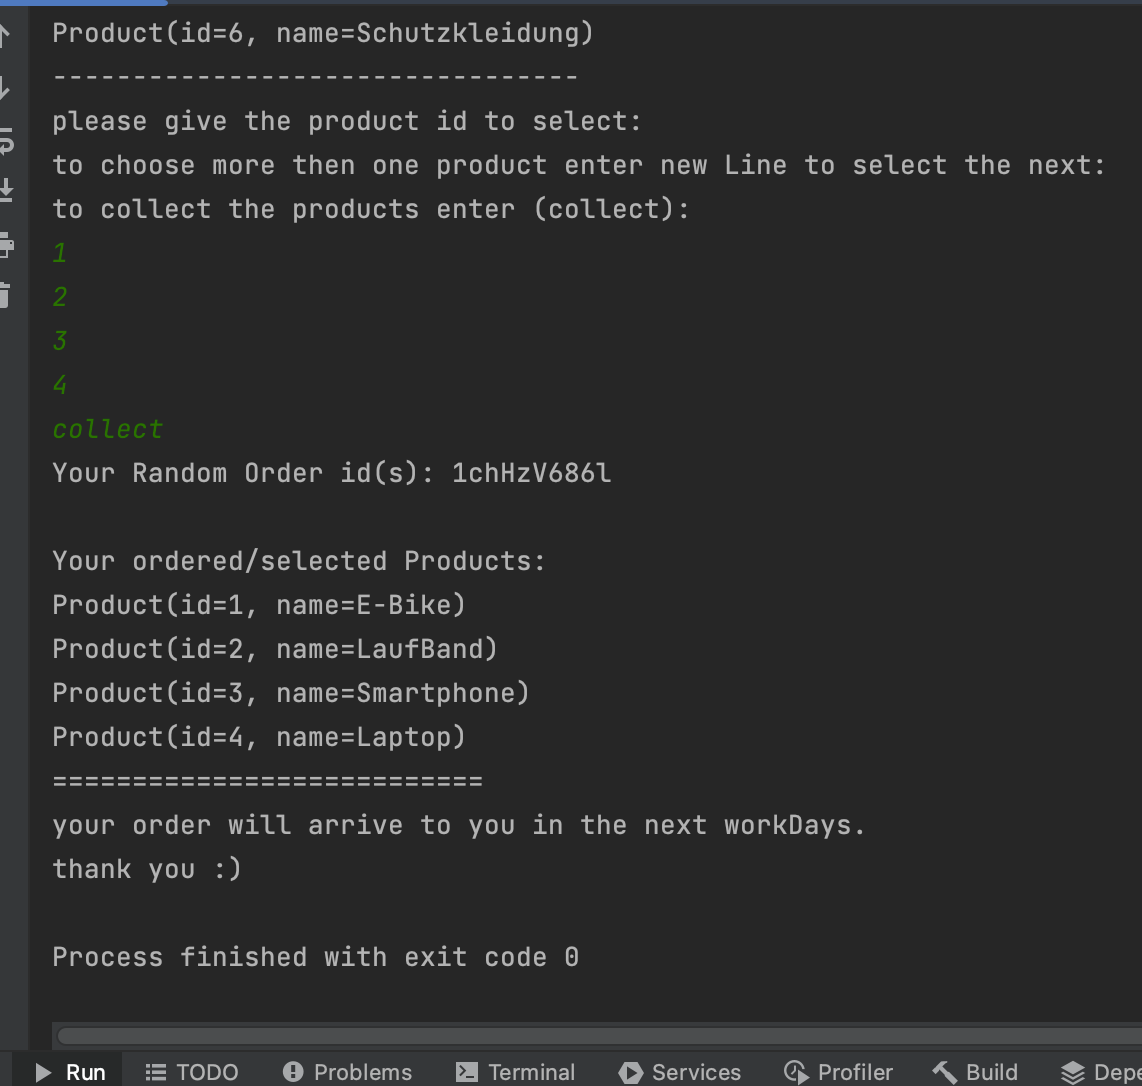 Product(id=6, name=Schutzkleidung)
---------------------------------
please give the product id to select:
to choose more then one product enter new Line to select the next:
to collect the products enter (collect):
1
2
3
4
collect
Your Random Order id(s): 1chHzV686l
Your ordered/selected Products:
Product(id=1, name=E-Bike)
Product(id=2, name=LaufBand)
Product(id=3, name=Smartphone)
Product(id=4, name=Laptop)
===========================
your order will arrive to you in the next workDays.
thank you :)
Process finished with exit code 0
Run TODO Problems Terminal Services Profiler Build Depe